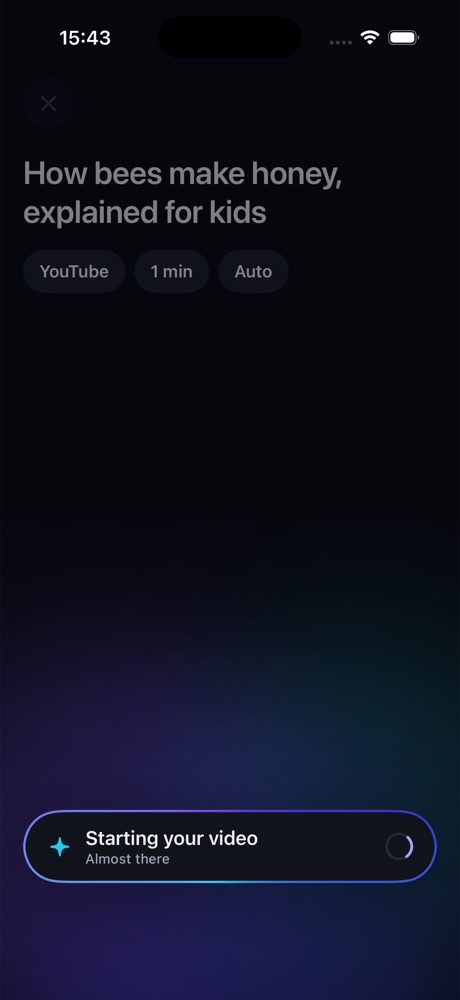 15:43
How bees make honey,
explained for kids
YouTube
1 min
Auto
Starting your video
Almost there